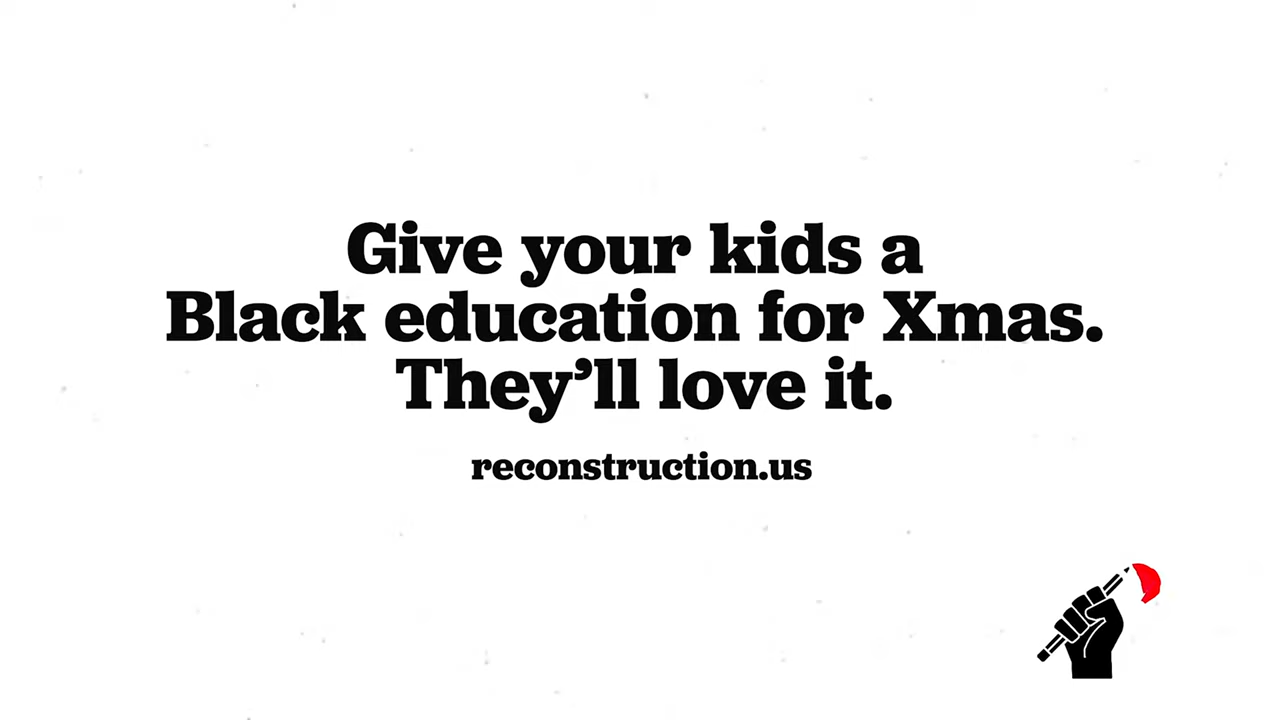 Give your kids a
Black education for Xmas.
They’ll love it.
reconstruction.us